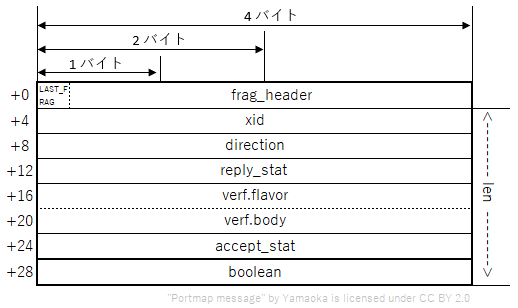 4 バイト
2 バイト
1 バイト
+0 LAST_F RAG frag_header
+4 xid
+8 direction
+12 reply_stat
+16 verf.flavor
+20 verf.body
+24 accept_stat
+28 boolean
len
"Portmap message" by Yamaoka is licensed under CC BY 2.0